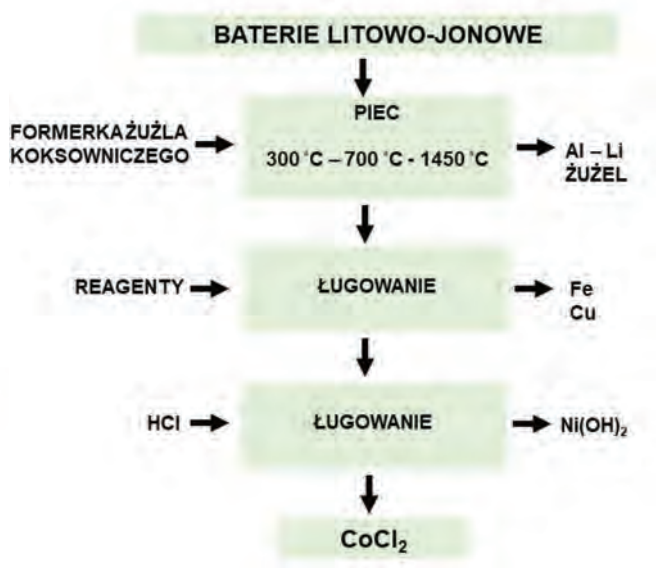 BATERIE LITOWO-JONOWE
PIEC
FORMERKA ŻUŻLA
KOKSOWNICZEGO
300 °C – 700 °C - 1450 °C
Al – Li
ŻUŻEL
REAGENTY
ŁUGOWANIE
Fe
Cu
HCl
ŁUGOWANIE
Ni(OH)₂
CoCl₂